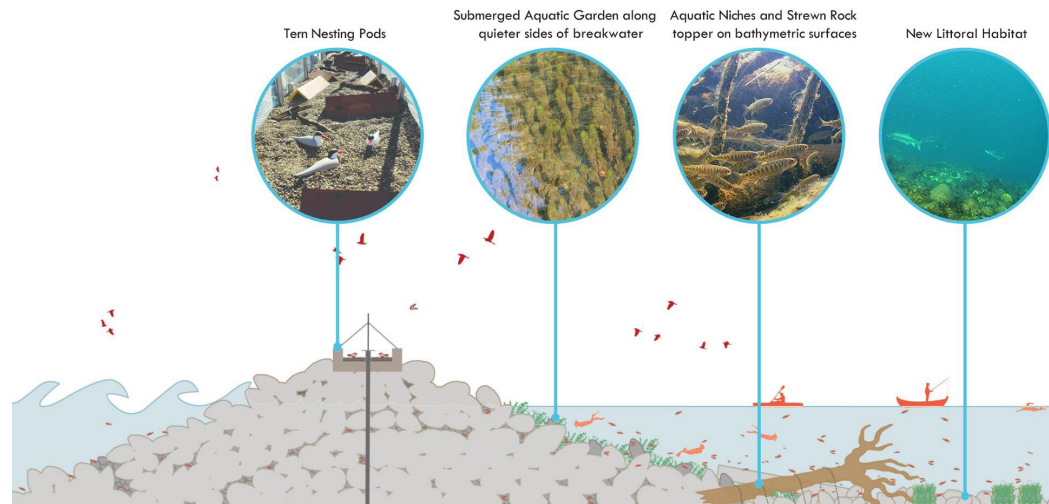 Tern Nesting Pods
Submerged Aquatic Garden along
quieter sides of breakwater
Aquatic Niches and Strewn Rock
topper on bathymetric surfaces
New Littoral Habitat